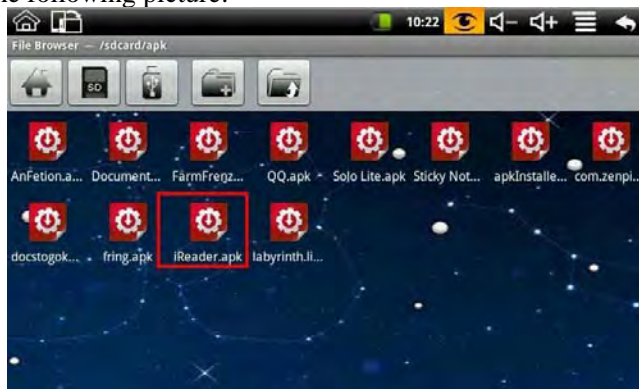 e following picture:
10:22
File Browser — /sdcard/apk
SD
AnFetion.a... Document... FarmFrenz... QQ.apk Solo Lite.apk Sticky Not... apkInstalle... com.zenpi...
docstogok... fring.apk iReader.apk labyrinth.li...